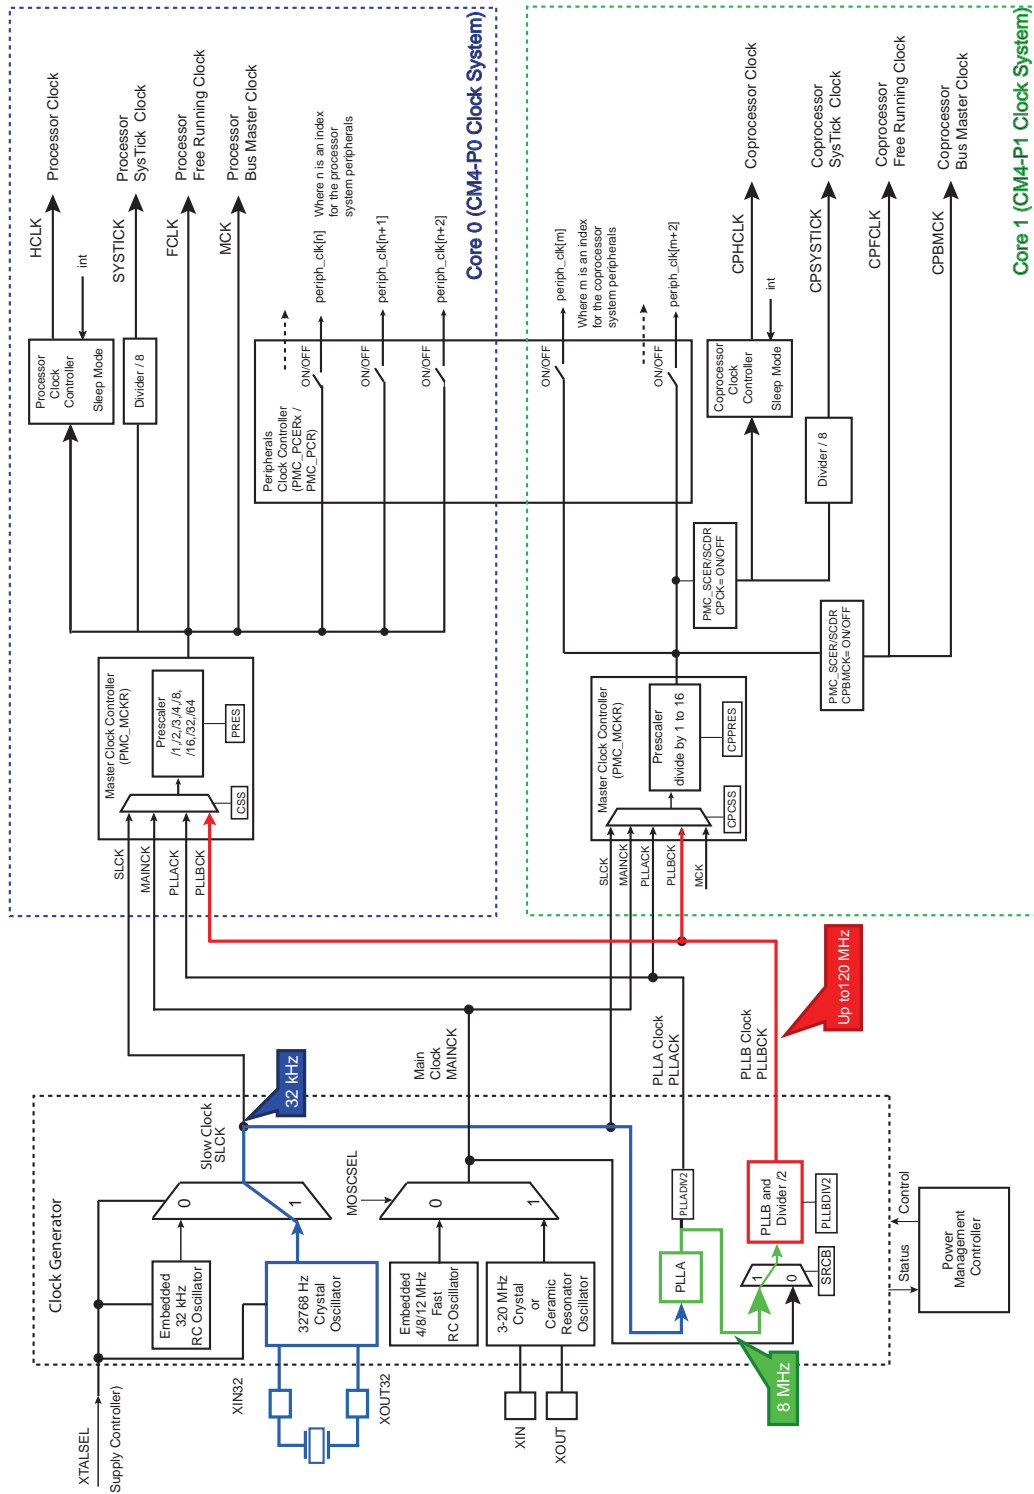 Clock Generator
XTALSEL
(Supply Controller)
Embedded
32 kHz
RC Oscillator
0
1
Slow Clock
SLCK
32 kHz
XIN32
XOUT32
32768 Hz
Crystal
Oscillator
MOSCSEL
Embedded
4/8/12 MHz
Fast
RC Oscillator
0
1
3-20 MHz
Crystal
or
Ceramic
Resonator
Oscillator
XIN
XOUT
Main
Clock
MAINCK
PLLA
PLLADIV2
PLLA Clock
PLLACK
8 MHz
1
0
SRCB
PLLB and
Divider /2
PLLBDIV2
PLLB Clock
PLLBCK
Up to120 MHz
Status
Control
Power
Management
Controller
SLCK
MAINCK
PLLACK
PLLBCK
Master Clock Controller
(PMC_MCKR)
CSS
Prescaler
/1,/2,/3,/4,/8,
/16,/32,/64
PRES
Processor
Clock
Controller
Sleep Mode
int
HCLK
Processor Clock
Divider / 8
SYSTICK
Processor
SysTick Clock
FCLK
Processor
Free Running Clock
MCK
Processor
Bus Master Clock
Peripherals
Clock Controller
(PMC_PCERx /
PMC_PCR)
ON/OFF
periph_clk[n]
Where n is an index
for the processor
system peripherals
ON/OFF
periph_clk[n+1]
ON/OFF
periph_clk[n+2]
Core 0 (CM4-P0 Clock System)
SLCK
MAINCK
PLLACK
PLLBCK
MCK
Master Clock Controller
(PMC_MCKR)
CPCSS
Prescaler
divide by 1 to 16
CPPRES
ON/OFF
periph_clk[m]
Where m is an index
for the coprocessor
system peripherals
ON/OFF
periph_clk[m+2]
PMC_SCER/SCDR
CPCK= ON/OFF
Coprocessor
Clock
Controller
Sleep Mode
int
CPHCLK
Coprocessor Clock
Divider / 8
CPSYSTICK
Coprocessor
SysTick Clock
PMC_SCER/SCDR
CPBMCK= ON/OFF
CPFCLK
Coprocessor
Free Running Clock
CPBMCK
Coprocessor
Bus Master Clock
Core 1 (CM4-P1 Clock System)